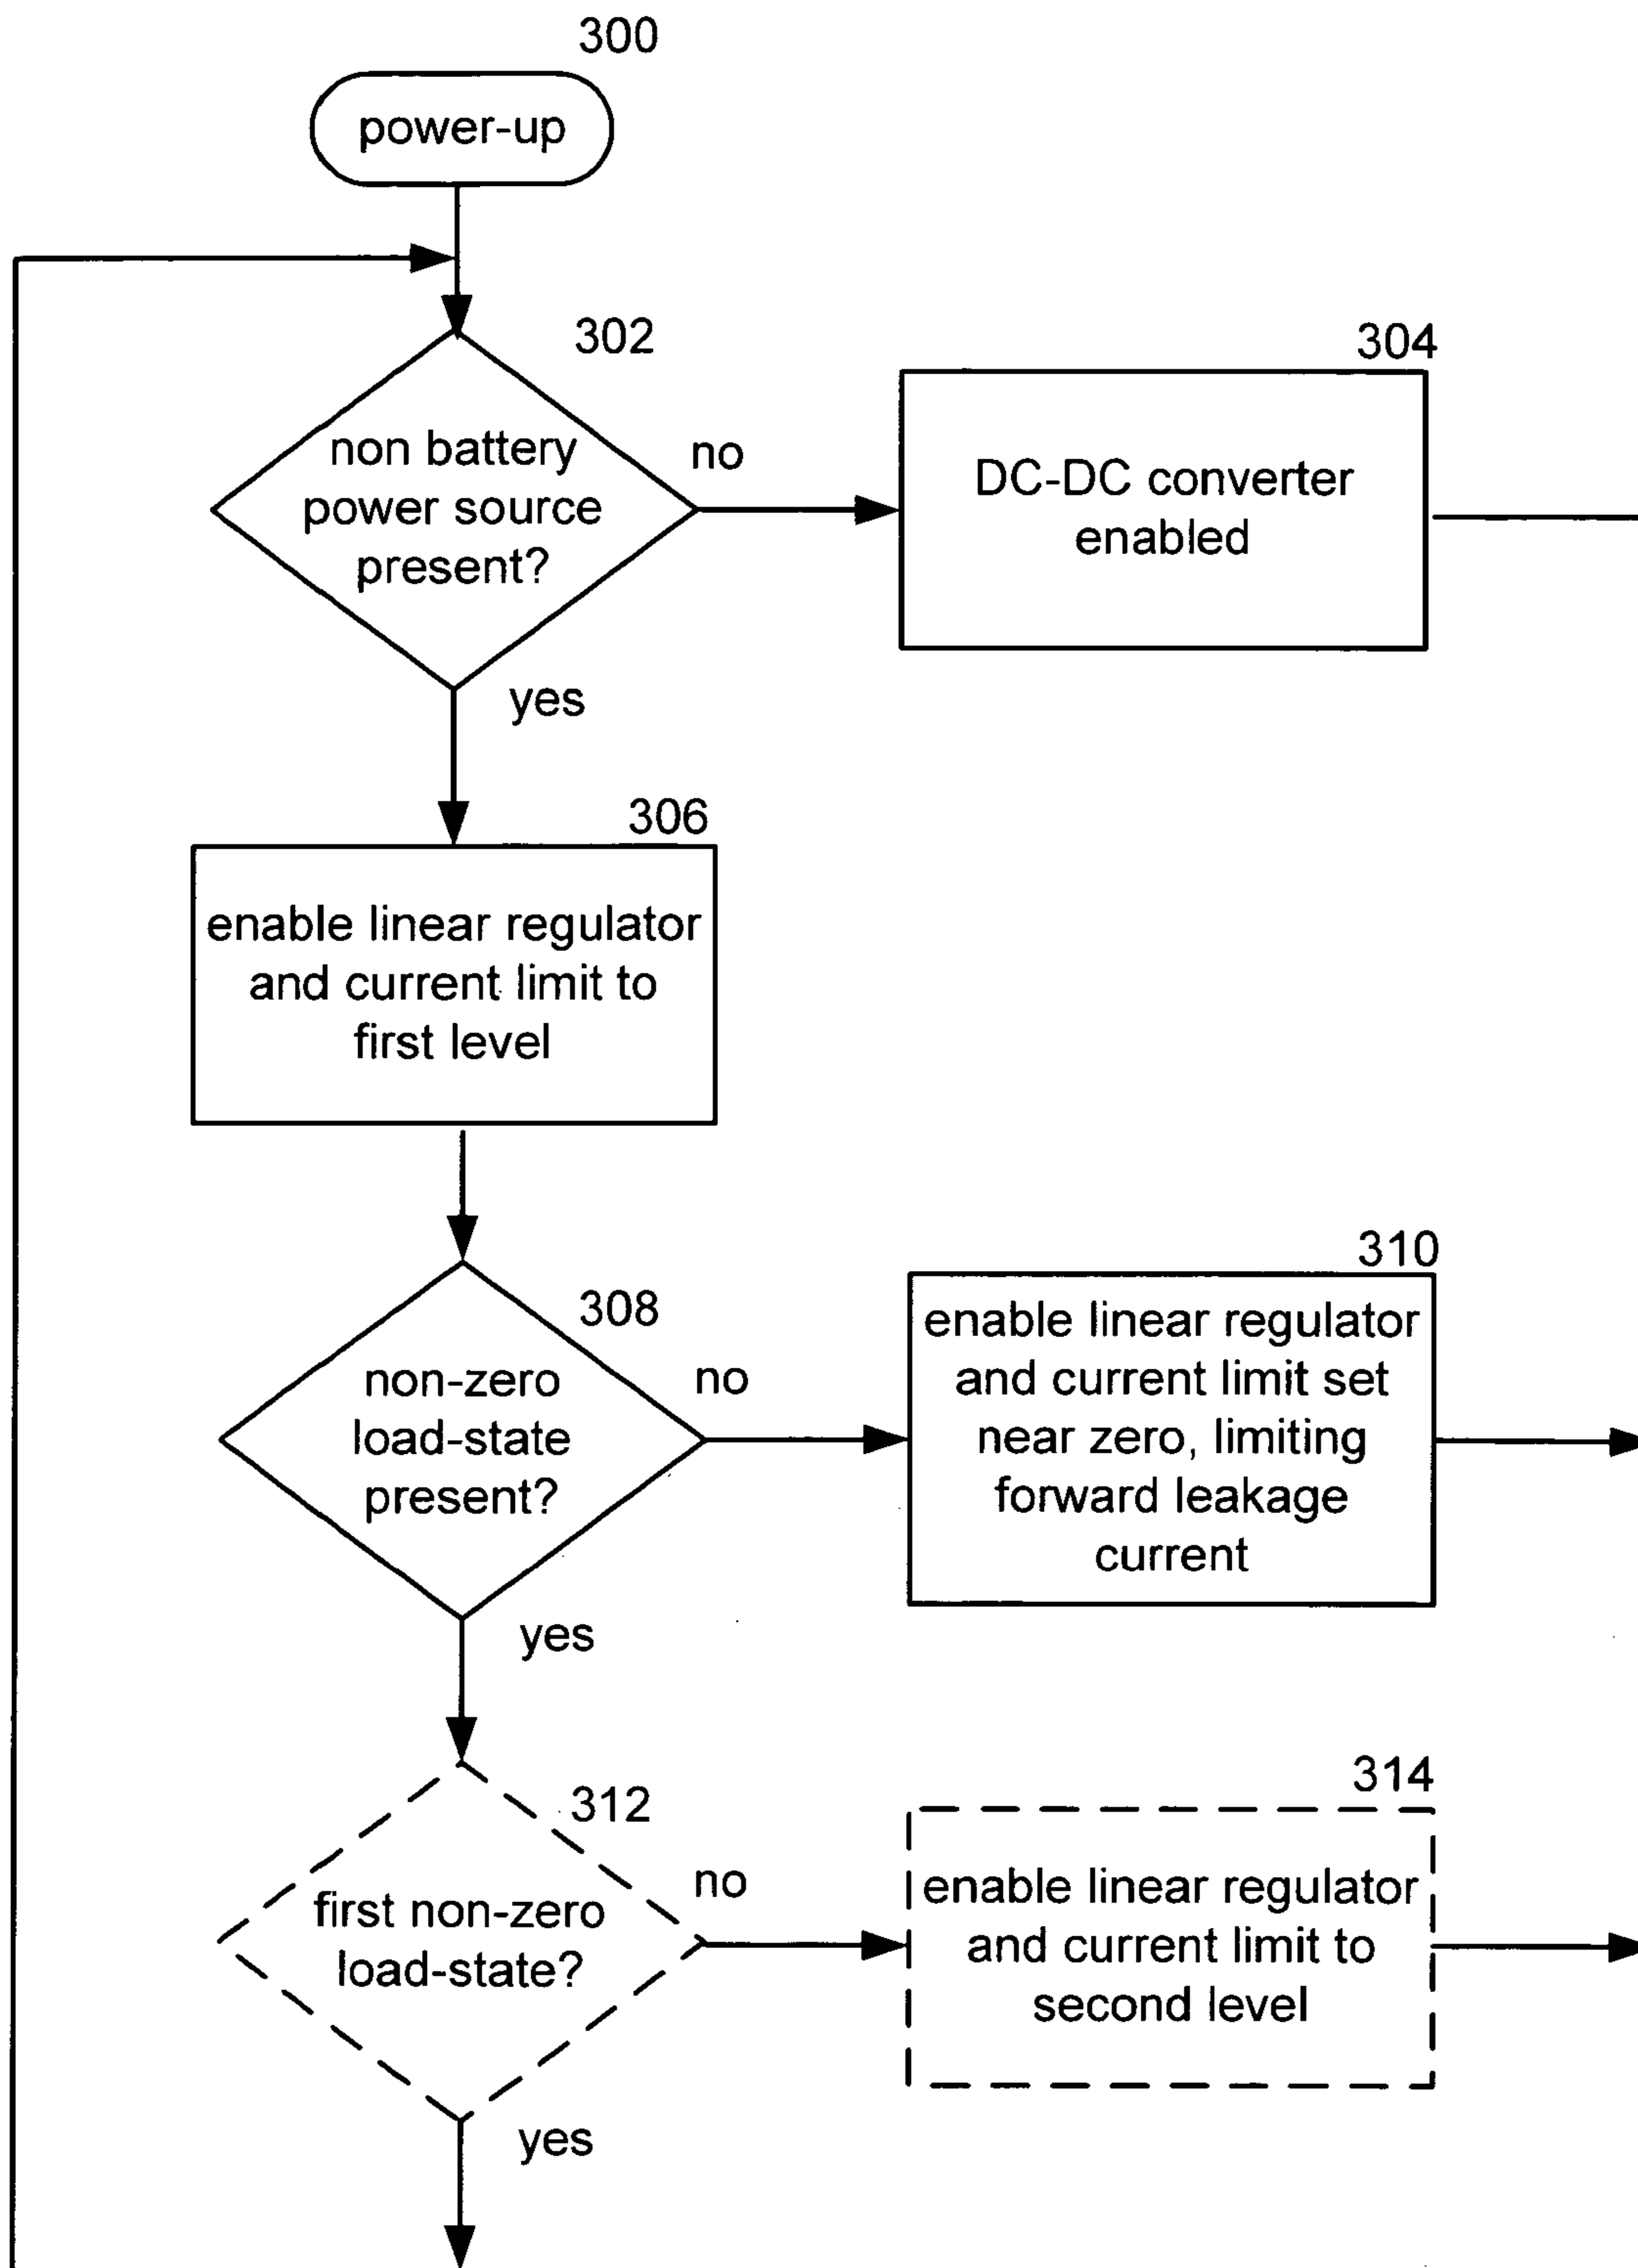 300
power-up
302
non battery
power source
present?
no
304
DC-DC converter
enabled
yes
306
enable linear regulator
and current limit to
first level
308
non-zero
load-state
present?
no
310
enable linear regulator
and current limit set
near zero, limiting
forward leakage
current
yes
312
first non-zero
load-state?
no
314
enable linear regulator
and current limit to
second level
yes